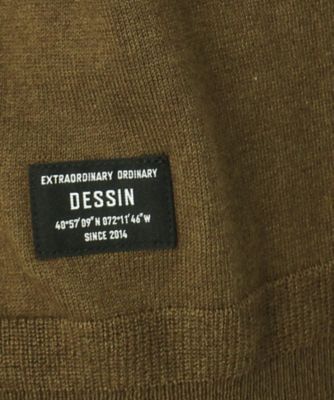 EXTRAORDINARY ORDINARY
DESSIN
40°57'09"N 072°11'46"W
SINCE 2014